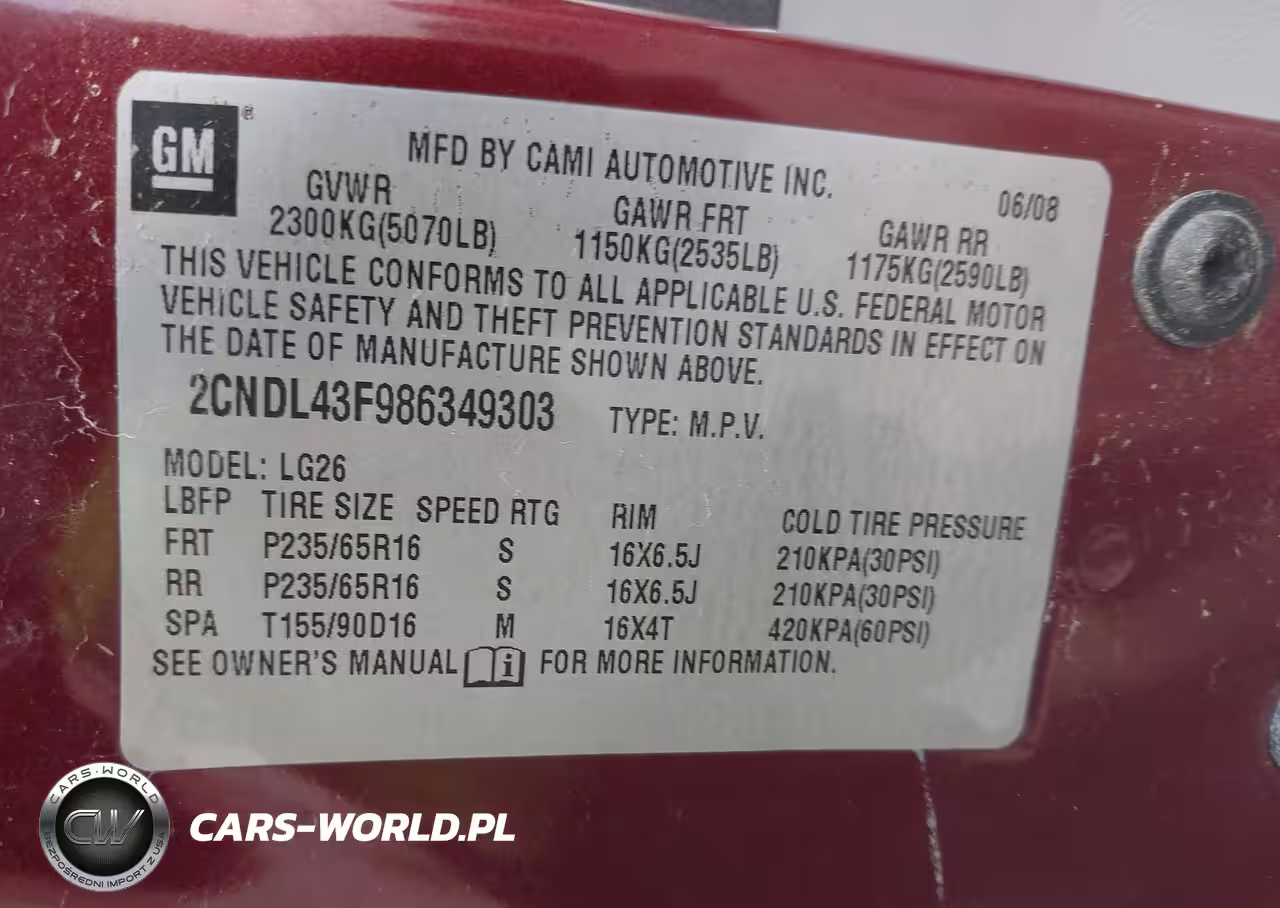 GM ®
MFD BY CAMI AUTOMOTIVE INC.
06/08
GVWR GAWR FRT GAWR RR
2300KG(5070LB) 1150KG(2535LB) 1175KG(2590LB)
THIS VEHICLE CONFORMS TO ALL APPLICABLE U.S. FEDERAL MOTOR
VEHICLE SAFETY AND THEFT PREVENTION STANDARDS IN EFFECT ON
THE DATE OF MANUFACTURE SHOWN ABOVE.
2CNDL43F986349303 TYPE: M.P.V.
MODEL: LG26
LBFP TIRE SIZE SPEED RTG RIM COLD TIRE PRESSURE
FRT P235/65R16 S 16X6.5J 210KPA(30PSI)
RR P235/65R16 S 16X6.5J 210KPA(30PSI)
SPA T155/90D16 M 16X4T 420KPA(60PSI)
SEE OWNER'S MANUAL i FOR MORE INFORMATION.
CARS-WORLD
CW
BEZPOŚREDNI IMPORT Z USA
CARS-WORLD.PL